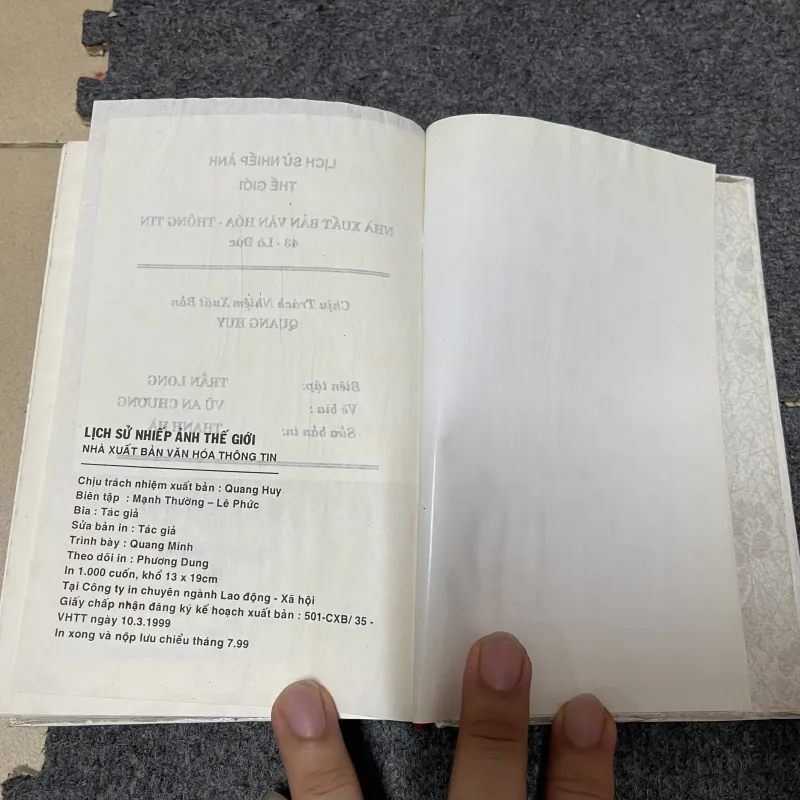 LỊCH SỬ NHIẾP ẢNH
THẾ GIỚI
NHÀ XUẤT BẢN VĂN HÓA - THÔNG TIN
43 - Lò Đúc
Chịu Trách Nhiệm Xuất Bản
QUANG HUY
Biên tập: TRẦN LONG
Vẽ bìa : VŨ AN CHƯƠNG
Sửa bản in: THANH HÀ
LỊCH SỬ NHIẾP ẢNH THẾ GIỚI
NHÀ XUẤT BẢN VĂN HÓA THÔNG TIN
Chịu trách nhiệm xuất bản : Quang Huy
Biên tập : Mạnh Thường – Lê Phức
Bìa : Tác giả
Sửa bản in : Tác giả
Trình bày : Quang Minh
Theo dõi in : Phương Dung
In 1.000 cuốn, khổ 13 x 19cm
Tại Công ty in chuyên ngành Lao động - Xã hội
Giấy chấp nhận đăng ký kế hoạch xuất bản : 501-CXB/ 35 -
VHTT ngày 10.3.1999
In xong và nộp lưu chiểu tháng 7.99